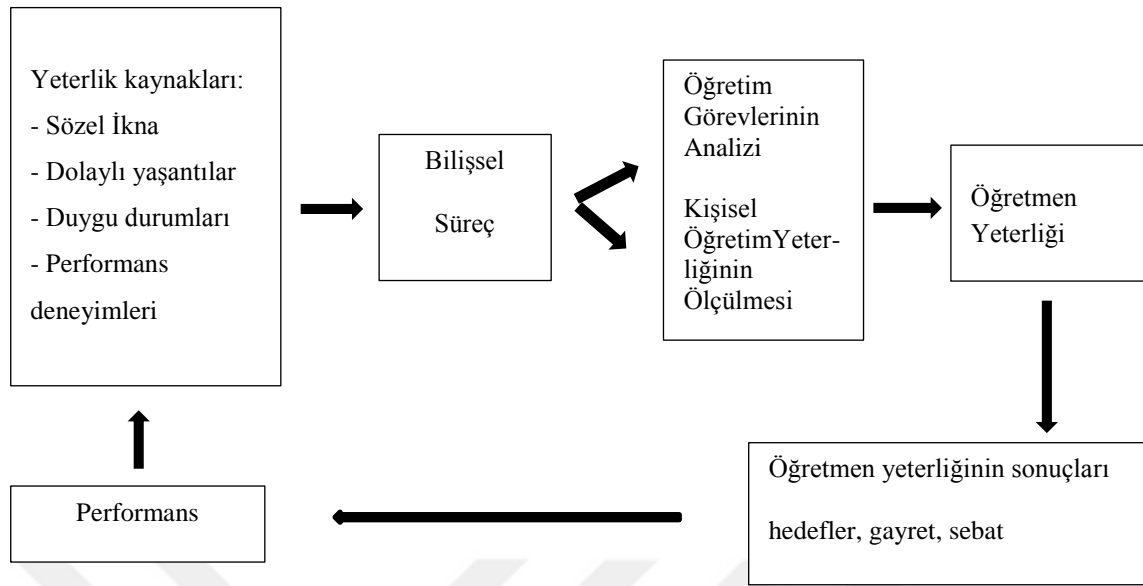 Yeterlik kaynakları:
- Sözel İkna
- Dolaylı yaşantılar
- Duygu durumları
- Performans
deneyimleri
Bilişsel
Süreç
Öğretim
Görevlerinin
Analizi
Kişisel
ÖğretimYeter-
liğinin
Ölçülmesi
Öğretmen
Yeterliği
Öğretmen yeterliğinin sonuçları
hedefler, gayret, sebat
Performans